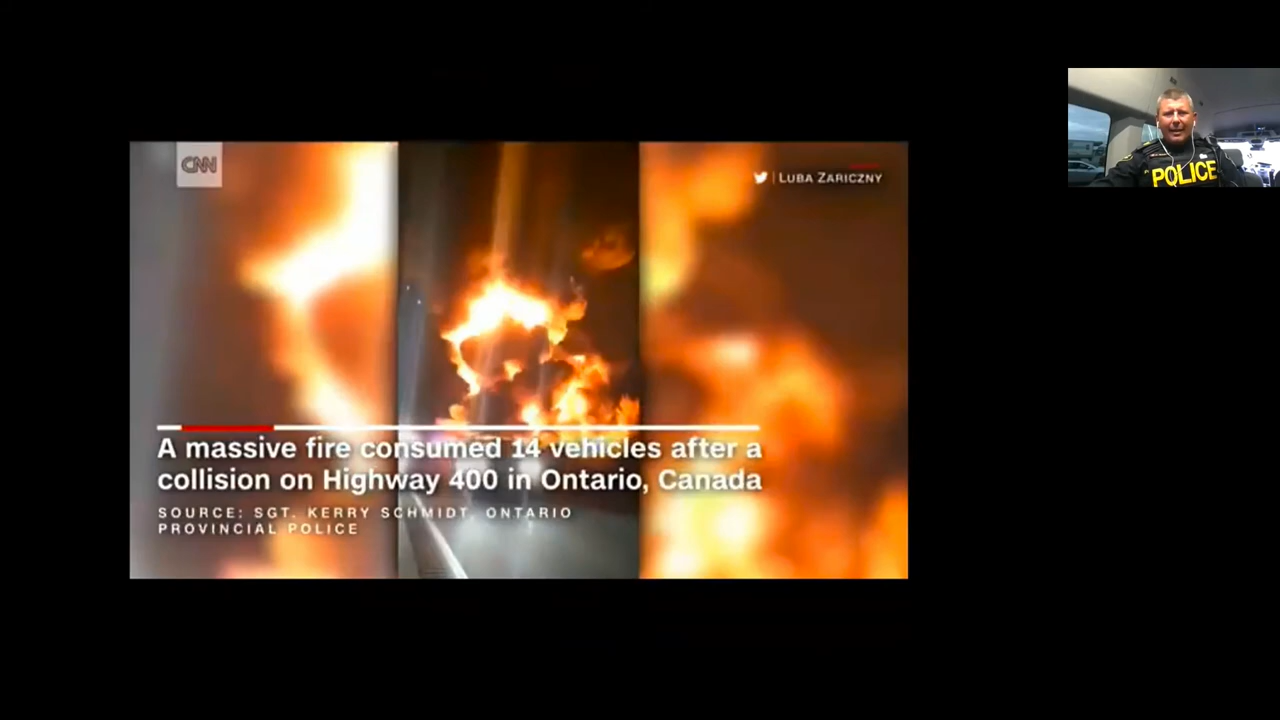 CNN
LUBA ZARICZNY
POLICE
A massive fire consumed 14 vehicles after a
collision on Highway 400 in Ontario, Canada
SOURCE: SGT. KERRY SCHMIDT, ONTARIO
PROVINCIAL POLICE